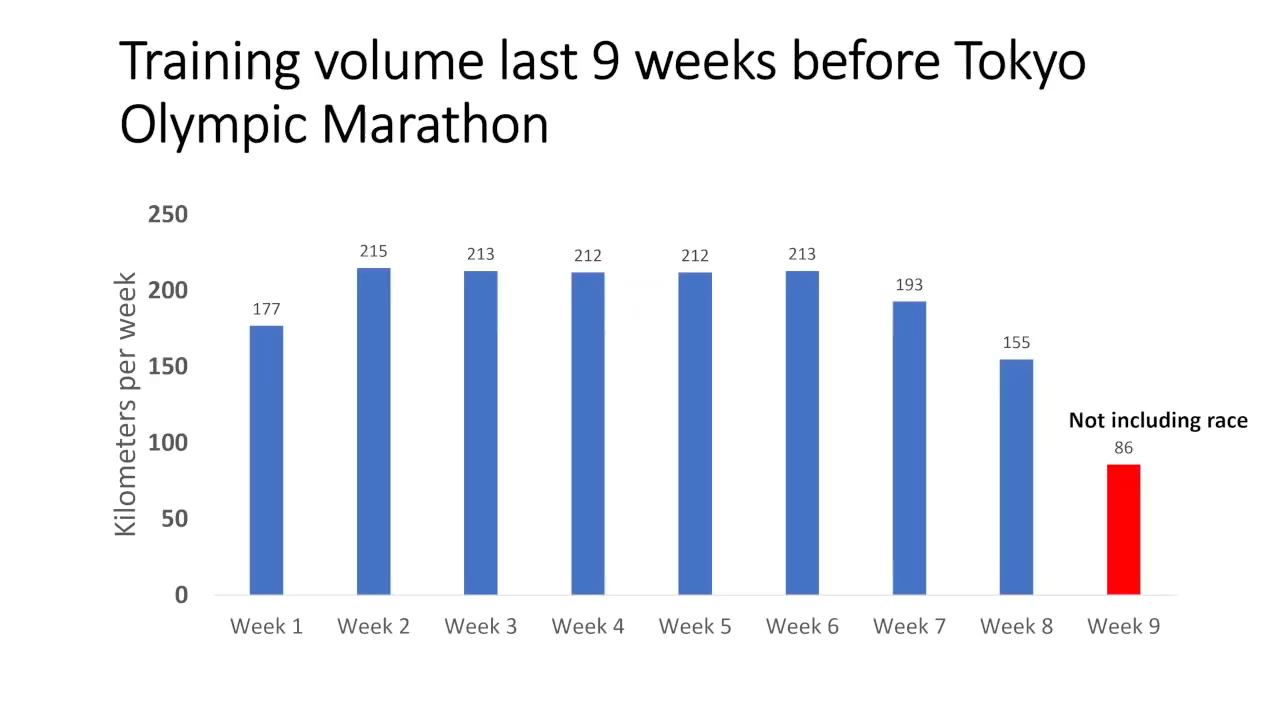 Training volume last 9 weeks before Tokyo
Olympic Marathon
Kilometers per week
250
200
150
100
50
0
177
215
213
212
212
213
193
155
Not including race
86
Week 1
Week 2
Week 3
Week 4
Week 5
Week 6
Week 7
Week 8
Week 9